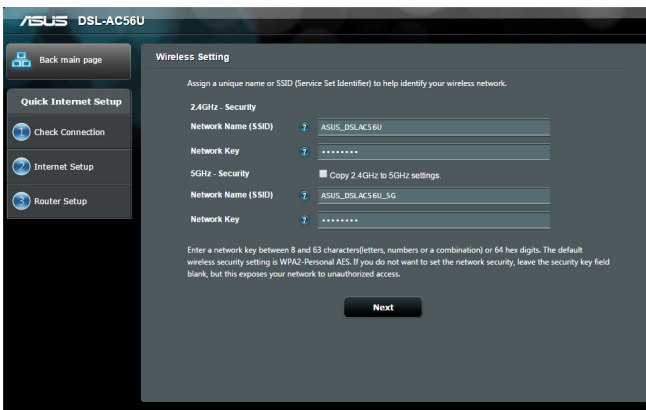 ASUS DSL-AC56U
Back main page
Quick Internet Setup
1 Check Connection
2 Internet Setup
3 Router Setup
Wireless Setting
Assign a unique name or SSID (Service Set Identifier) to help identify your wireless network.
2.4GHz - Security
Network Name (SSID) ? ASUS_DSLAC56U
Network Key ? ••••••••
5GHz - Security Copy 2.4GHz to 5GHz settings.
Network Name (SSID) ? ASUS_DSLAC56U_5G
Network Key ? ••••••••
Enter a network key between 8 and 63 characters(letters, numbers or a combination) or 64 hex digits. The default
wireless security setting is WPA2-Personal AES. If you do not want to set the network security, leave the security key field
blank, but this exposes your network to unauthorized access.
Next